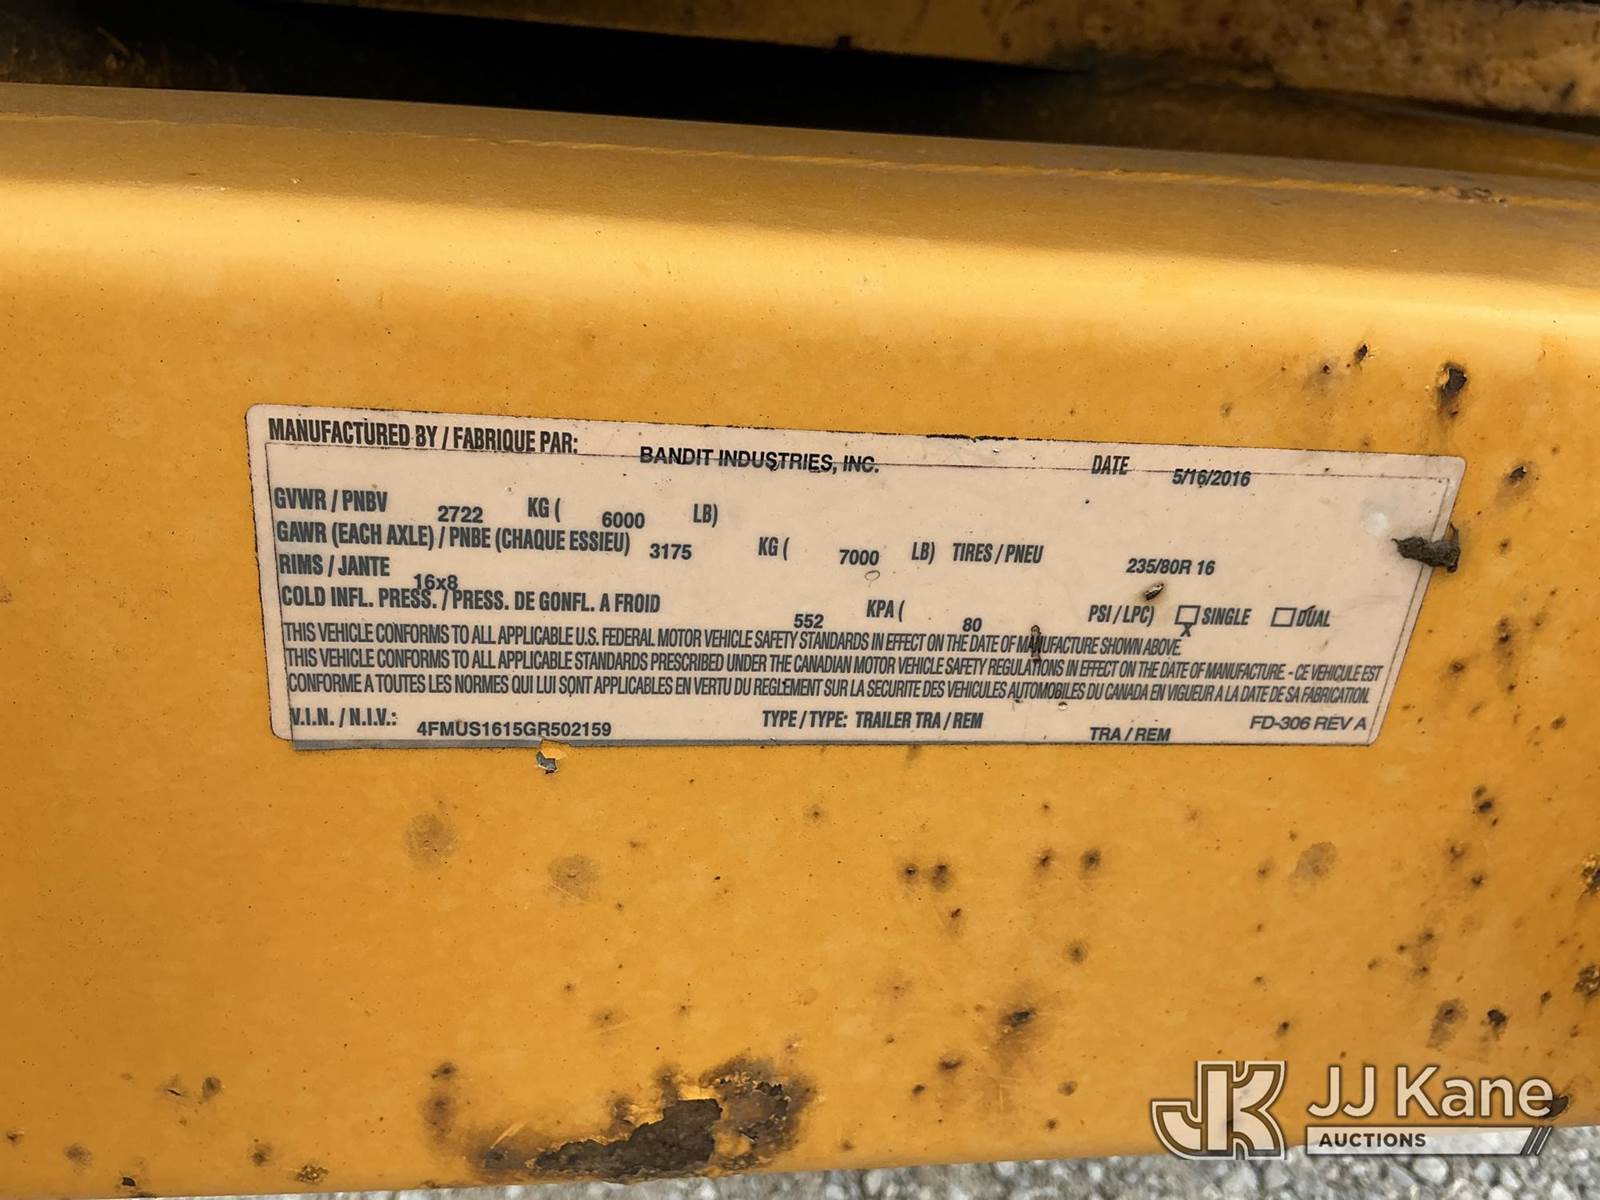 MANUFACTURED BY / FABRIQUE PAR: BANDIT INDUSTRIES, INC. DATE 5/16/2016
GVWR / PNBV 2722 KG ( 6000 LB)
GAWR (EACH AXLE) / PNBE (CHAQUE ESSIEU) 3175 KG ( 7000 LB) TIRES / PNEU 235/80R 16
RIMS / JANTE 16x8
COLD INFL. PRESS. / PRESS. DE GONFL. A FROID 552 KPA ( 80 PSI / LPC) X SINGLE DUAL
THIS VEHICLE CONFORMS TO ALL APPLICABLE U.S. FEDERAL MOTOR VEHICLE SAFETY STANDARDS IN EFFECT ON THE DATE OF MANUFACTURE SHOWN ABOVE.
THIS VEHICLE CONFORMS TO ALL APPLICABLE STANDARDS PRESCRIBED UNDER THE CANADIAN MOTOR VEHICLE SAFETY REGULATIONS IN EFFECT ON THE DATE OF MANUFACTURE. - CE VEHICULE EST
CONFORME A TOUTES LES NORMES QUI LUI SONT APPLICABLES EN VERTU DU REGLEMENT SUR LA SECURITE DES VEHICULES AUTOMOBILES DU CANADA EN VIGUEUR A LA DATE DE SA FABRICATION.
V.I.N. / N.I.V.: 4FMUS1615GR502159 TYPE / TYPE: TRAILER TRA / REM TRA / REM FD-306 REV A
JK JJ Kane
AUCTIONS